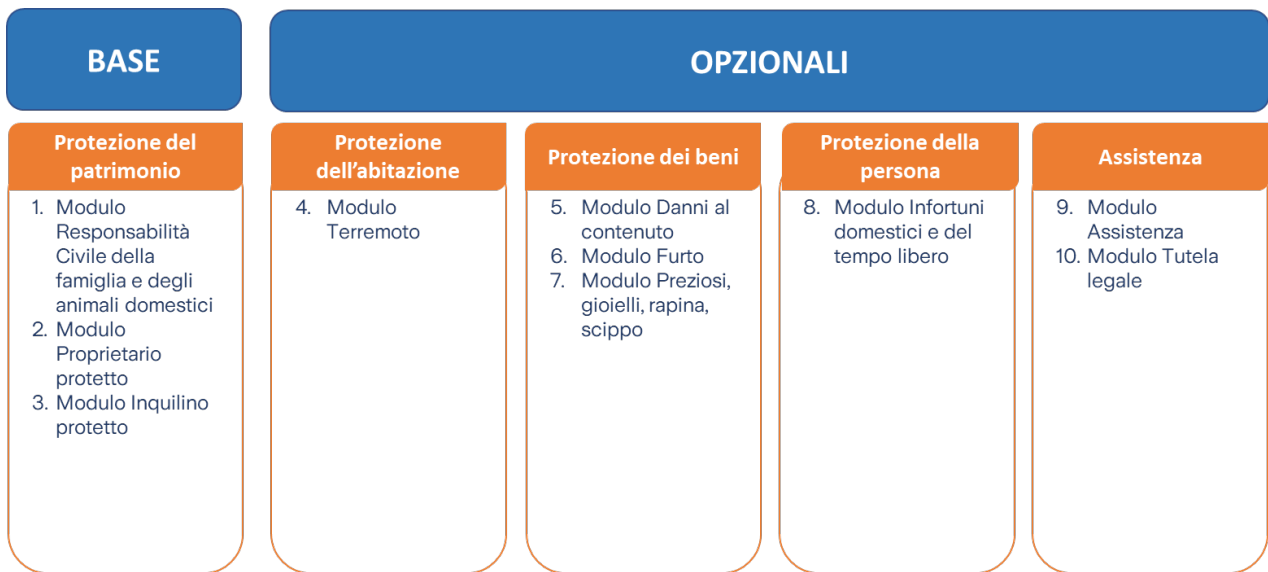 BASE
OPZIONALI
Protezione del
patrimonio
1. Modulo
Responsabilità
Civile della
famiglia e degli
animali domestici
2. Modulo
Proprietario
protetto
3. Modulo Inquilino
protetto
Protezione
dell'abitazione
4. Modulo
Terremoto
Protezione dei beni
5. Modulo Danni al
contenuto
6. Modulo Furto
7. Modulo Preziosi,
gioielli, rapina,
scippo
Protezione della
persona
8. Modulo Infortuni
domestici e del
tempo libero
Assistenza
9. Modulo
Assistenza
10. Modulo Tutela
legale